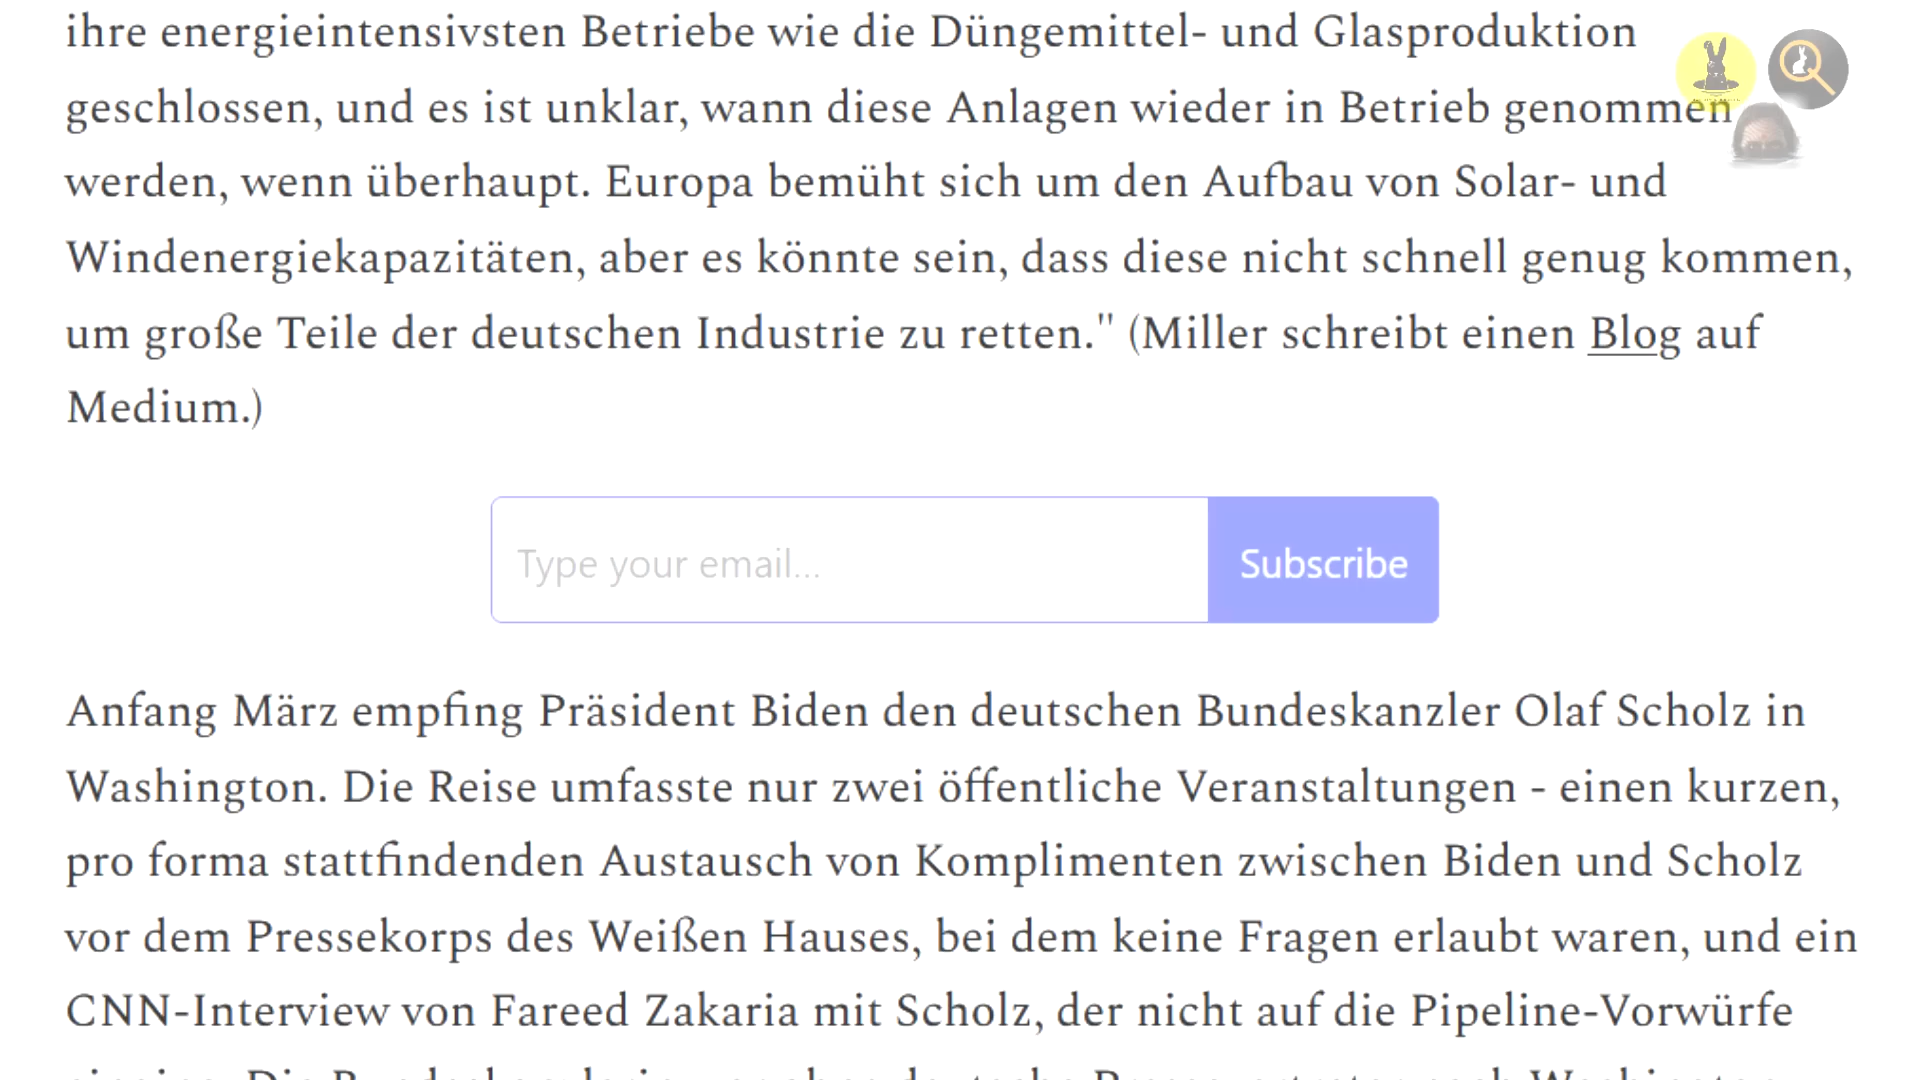 ihre energieintensivsten Betriebe wie die Düngemittel- und Glasproduktion
geschlossen, und es ist unklar, wann diese Anlagen wieder in Betrieb genommen
werden, wenn überhaupt. Europa bemüht sich um den Aufbau von Solar- und
Windenergiekapazitäten, aber es könnte sein, dass diese nicht schnell genug kommen,
um große Teile der deutschen Industrie zu retten." (Miller schreibt einen Blog auf
Medium.)
Type your email...
Subscribe
Anfang März empfing Präsident Biden den deutschen Bundeskanzler Olaf Scholz in
Washington. Die Reise umfasste nur zwei öffentliche Veranstaltungen - einen kurzen,
pro forma stattfindenden Austausch von Komplimenten zwischen Biden und Scholz
vor dem Pressekorps des Weißen Hauses, bei dem keine Fragen erlaubt waren, und ein
CNN-Interview von Fareed Zakaria mit Scholz, der nicht auf die Pipeline-Vorwürfe